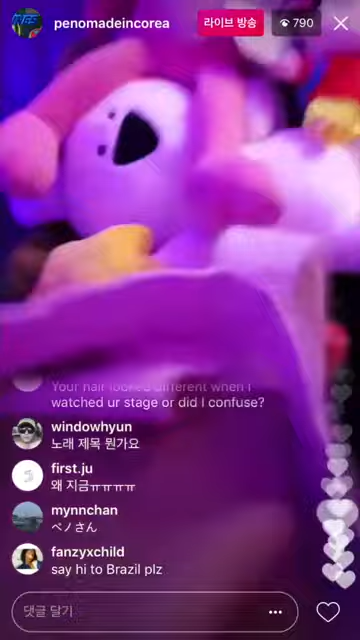 penomadeincorea
라이브 방송
790
Your hair looked different when I
watched ur stage or did I confuse?
windowhyun
노래 제목 뭔가요
first.ju
왜 지금ㅠㅠㅠㅠ
mynnchan
ペノさん
fanzyxchild
say hi to Brazil plz
댓글 달기